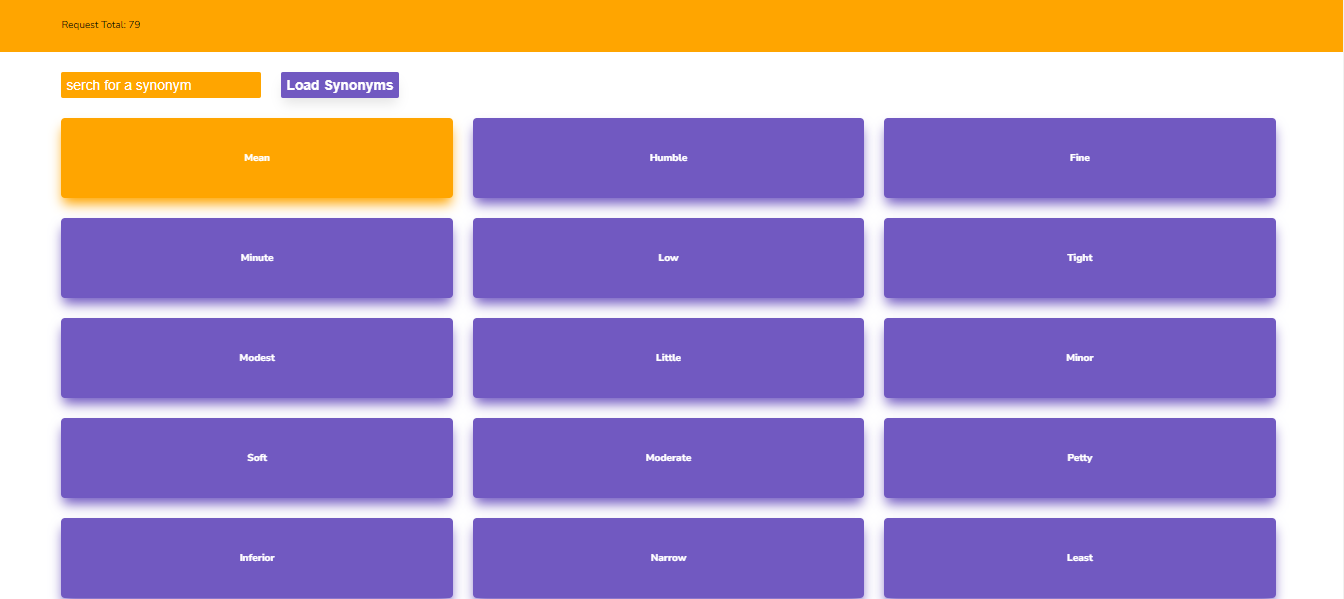 Request Total: 79
serch for a synonym Load Synonyms
Mean Humble Fine
Minute Low Tight
Modest Little Minor
Soft Moderate Petty
Inferior Narrow Least